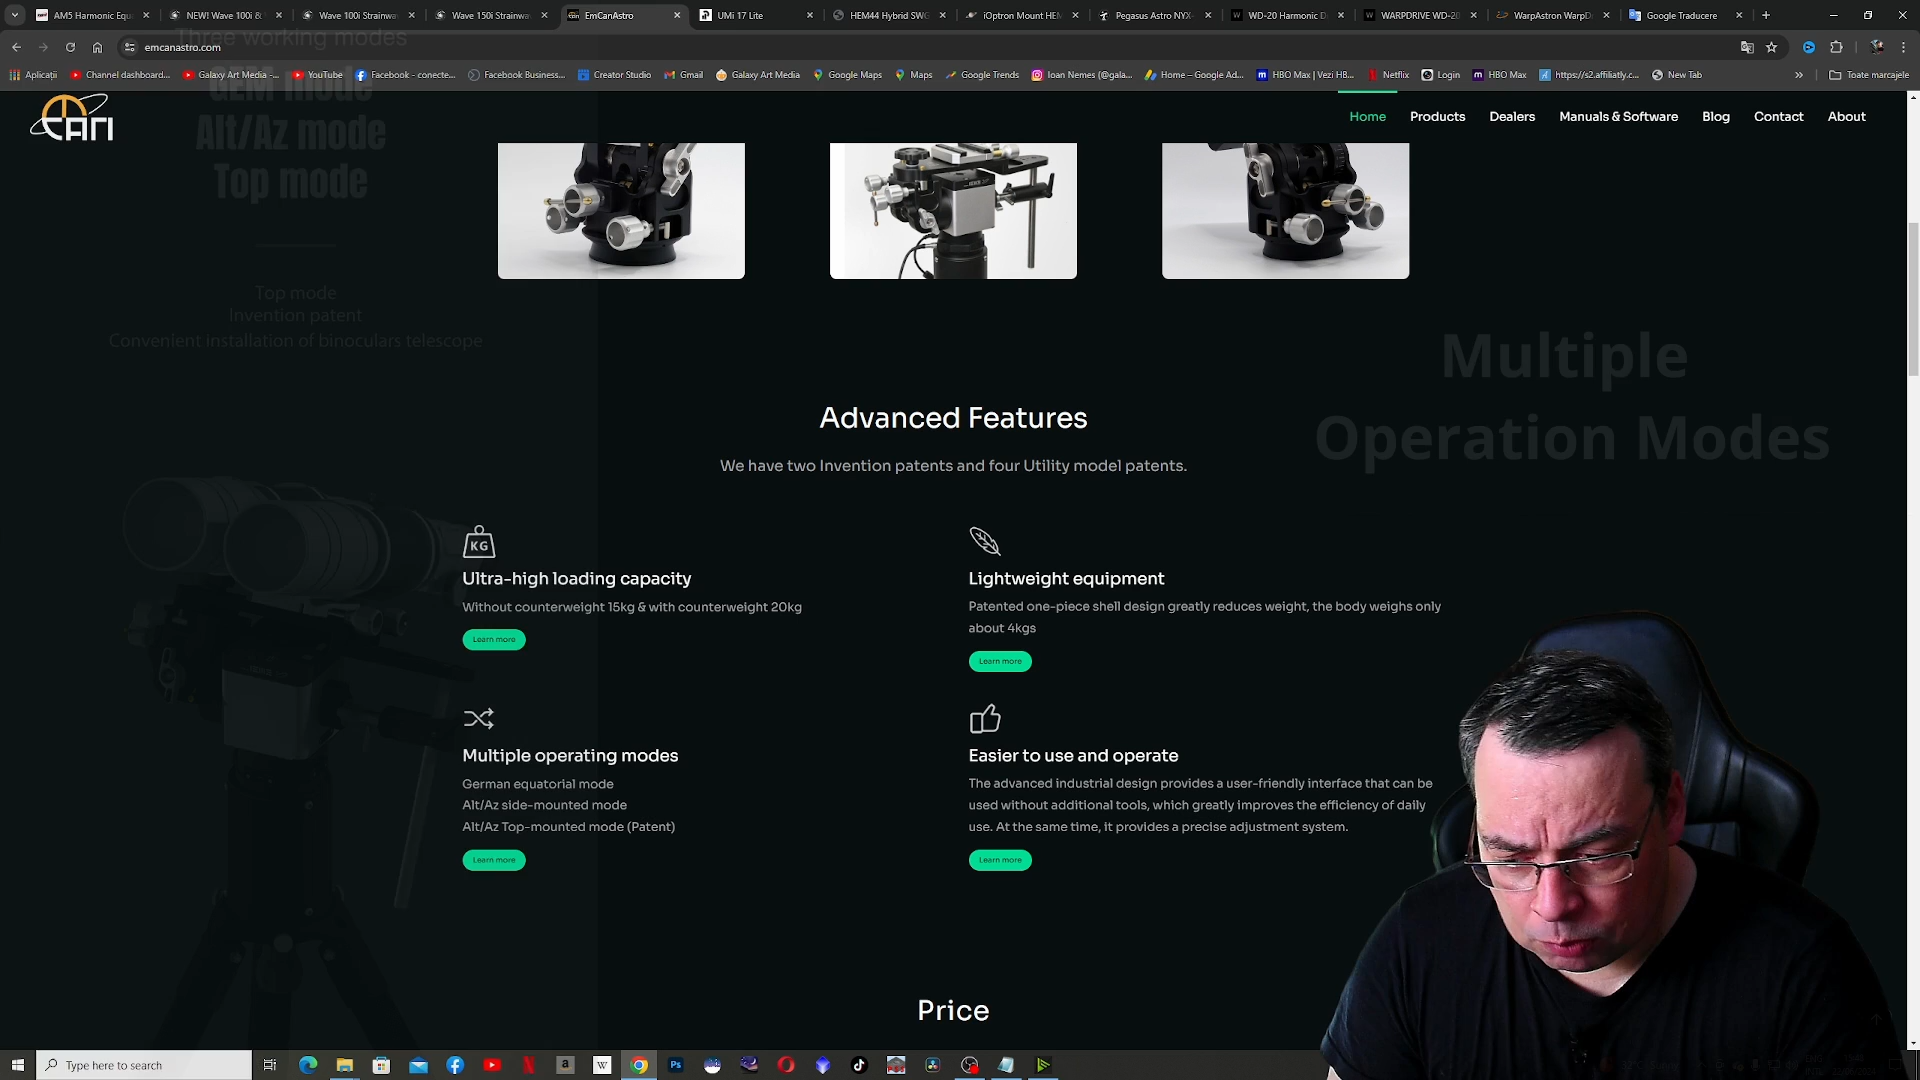 AM5 Harmonic Equ
NEW! Wave 100i &
Wave 100i Strainwa
Wave 150i Strainwa
EmCanAstro
UMi 17 Lite
HEM44 Hybrid SWG
iOptron Mount HEM
Pegasus Astro NYX-
WD-20 Harmonic D
WARPDRIVE WD-20
WarpAstron WarpD
Google Traducere
emcanastro.com
Aplicații
Channel dashboard...
Galaxy Art Media -...
YouTube
Facebook - conecte...
Facebook Business...
Creator Studio
Gmail
Galaxy Art Media
Google Maps
Maps
Google Trends
Ioan Nemes (@gala...
Home – Google Ad...
HBO Max | Vezi HB...
Netflix
Login
HBO Max
https://s2.affiliatly.c...
New Tab
Toate marcajele
Three working modes
GEM mode
Alt/Az mode
Top mode
Top mode
Invention patent
Convenient installation of binoculars telescope
Home
Products
Dealers
Manuals & Software
Blog
Contact
About
Multiple
Operation Modes
Advanced Features
We have two Invention patents and four Utility model patents.
KG
Ultra-high loading capacity
Without counterweight 15kg & with counterweight 20kg
Learn more
Lightweight equipment
Patented one-piece shell design greatly reduces weight, the body weighs only
about 4kgs
Learn more
Multiple operating modes
German equatorial mode
Alt/Az side-mounted mode
Alt/Az Top-mounted mode (Patent)
Learn more
Easier to use and operate
The advanced industrial design provides a user-friendly interface that can be
used without additional tools, which greatly improves the efficiency of daily
use. At the same time, it provides a precise adjustment system.
Learn more
Price
Type here to search